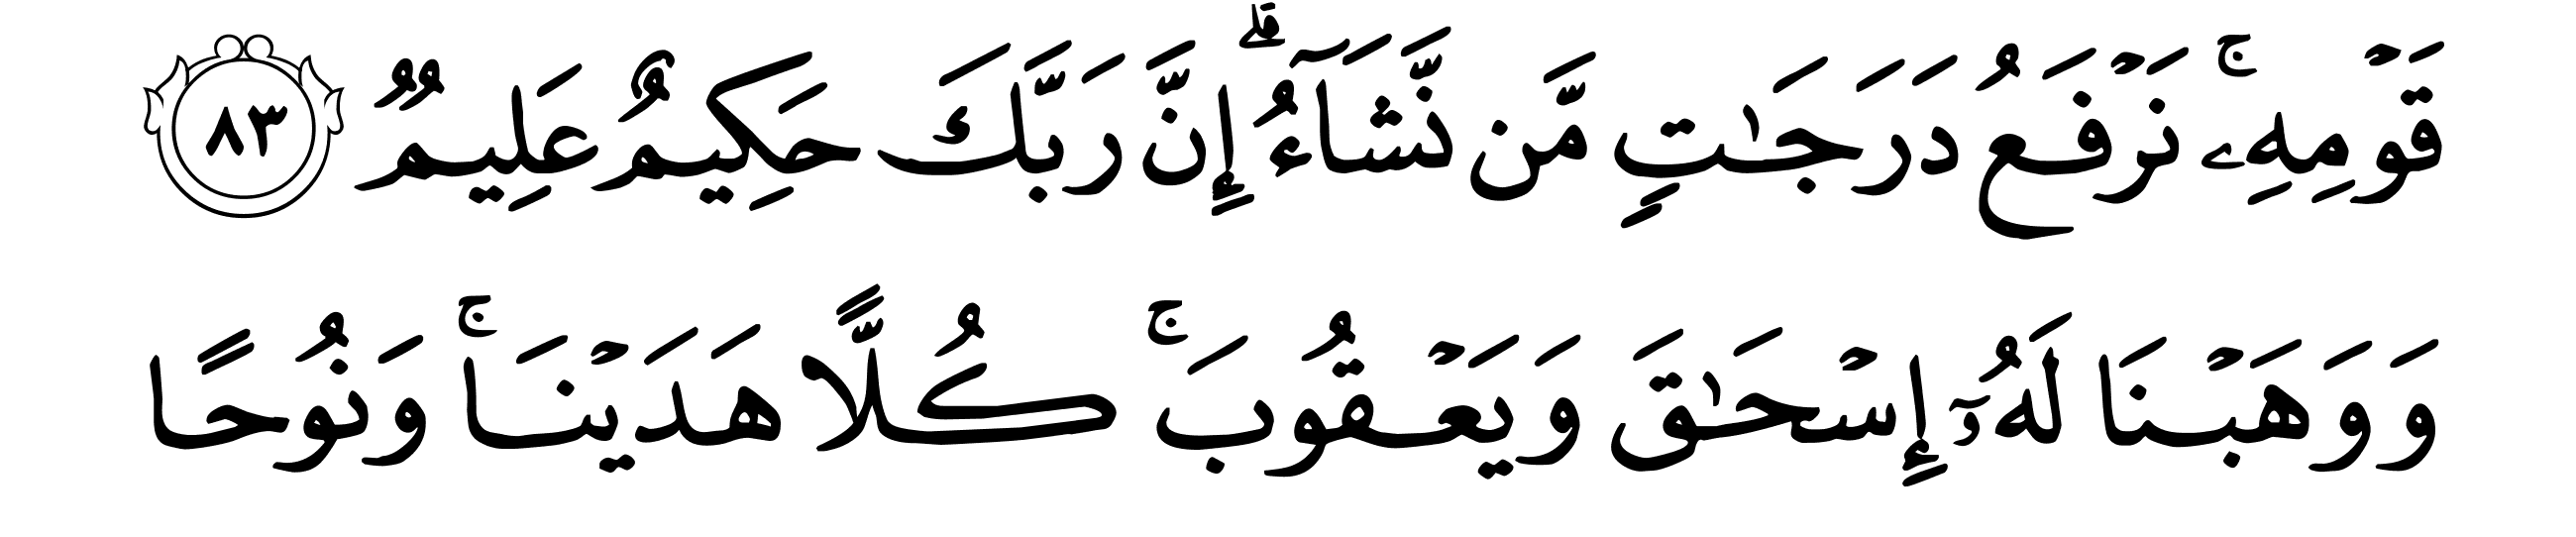 قَوْمِهِۦ ۚ نَرْفَعُ دَرَجَـٰتٍ مَّن نَّشَآءُ ۗ إِنَّ رَبَّكَ حَكِيمٌ عَلِيمٌ ٨٣
وَوَهَبْنَا لَهُۥٓ إِسْحَـٰقَ وَيَعْقُوبَ ۚ كُلًّا هَدَيْنَا ۚ وَنُوحًا